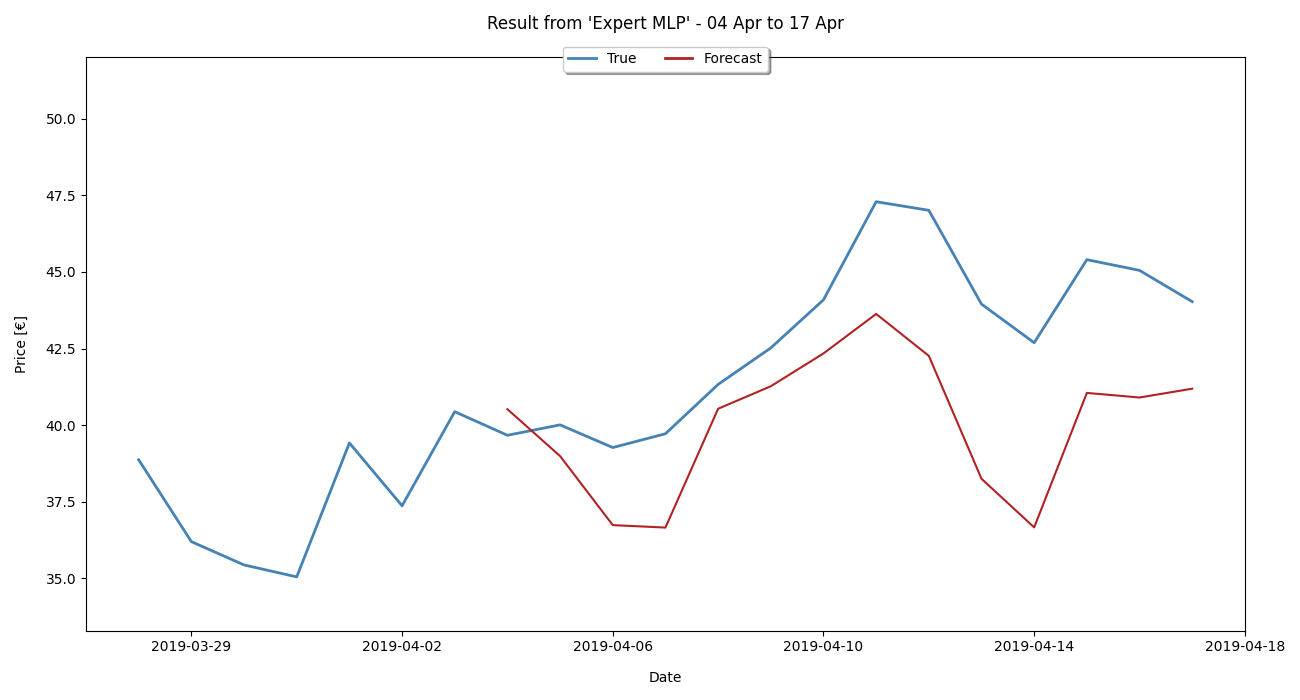 Result from 'Expert MLP' - 04 Apr to 17 Apr
True Forecast
50.0
47.5
45.0
42.5
40.0
37.5
35.0
Price [€]
2019-03-29 2019-04-02 2019-04-06 2019-04-10 2019-04-14 2019-04-18
Date